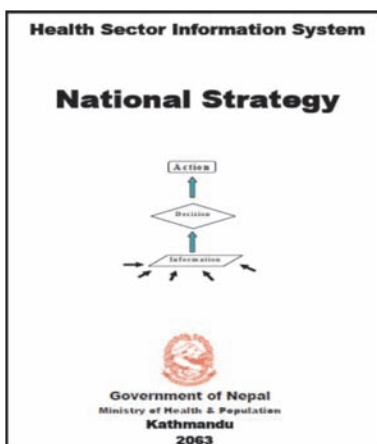 Health Sector Information System
National Strategy
Action
Decision
Information
Government of Nepal
Ministry of Health & Population
Kathmandu
2063